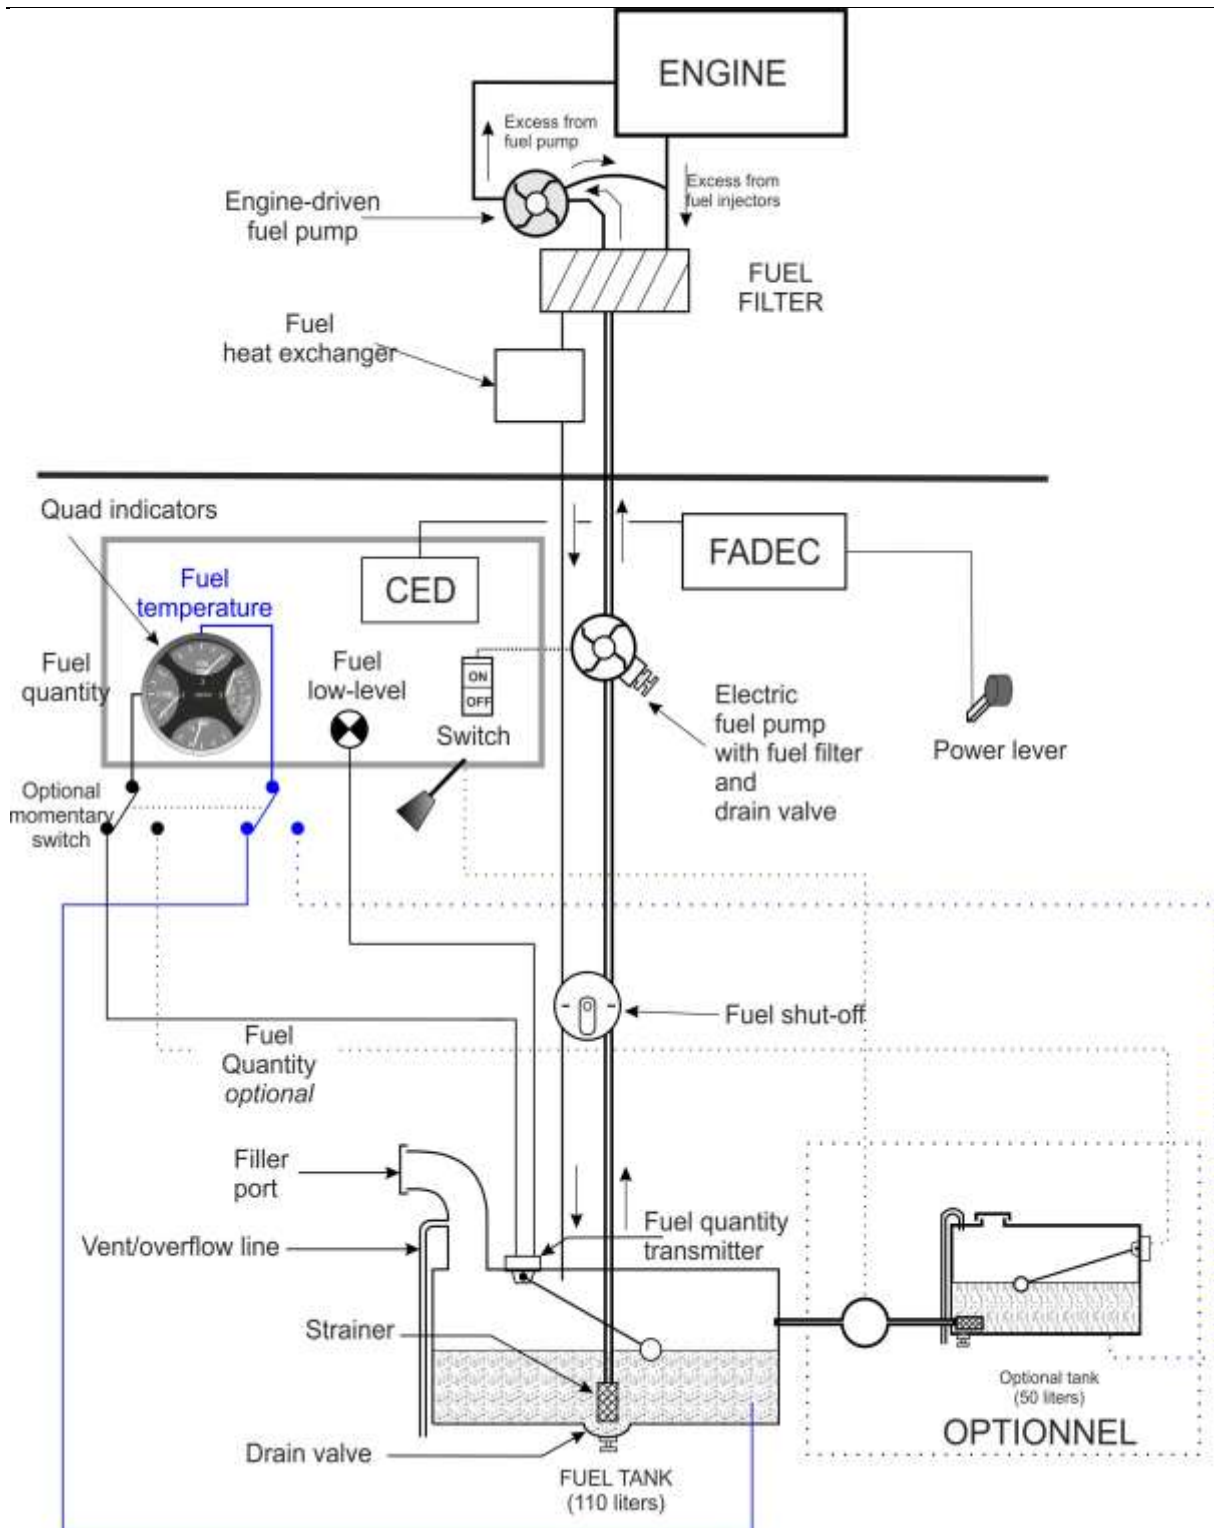 ENGINE
Excess from
fuel pump
Excess from
fuel injectors
Engine-driven
fuel pump
FUEL
FILTER
Fuel
heat exchanger
Quad indicators
FADEC
CED
Fuel
temperature
Fuel
quantity
Fuel
low-level
ON
OFF
Switch
Electric
fuel pump
with fuel filter
and
drain valve
Power lever
Optional
momentary
switch
Fuel shut-off
Fuel
Quantity
optional
Filler
port
Vent/overflow line
Fuel quantity
transmitter
Strainer
Drain valve
FUEL TANK
(110 liters)
Optional tank
(50 liters)
OPTIONNEL